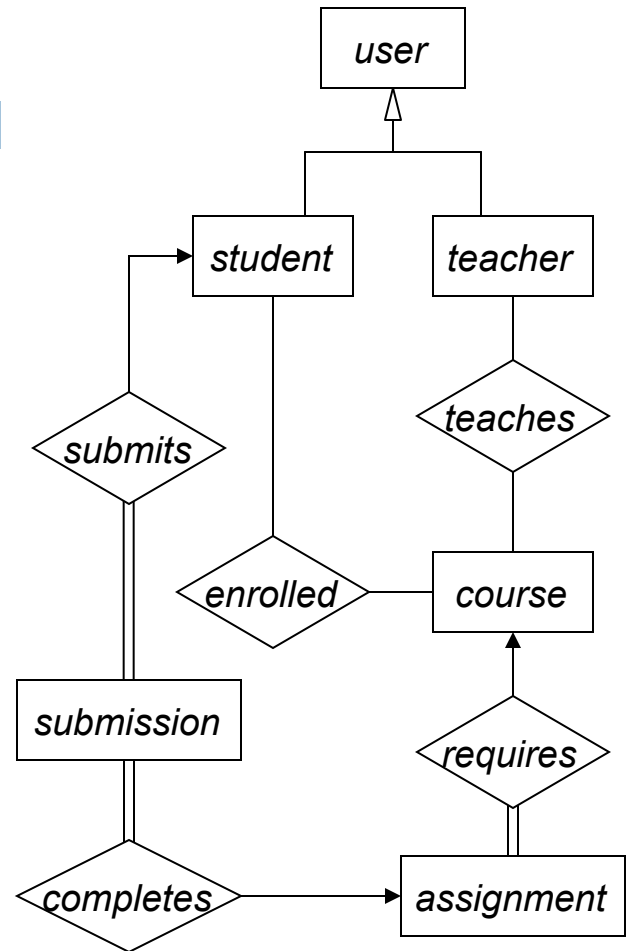 user
student
teacher
submits
teaches
enrolled
course
submission
requires
completes
assignment